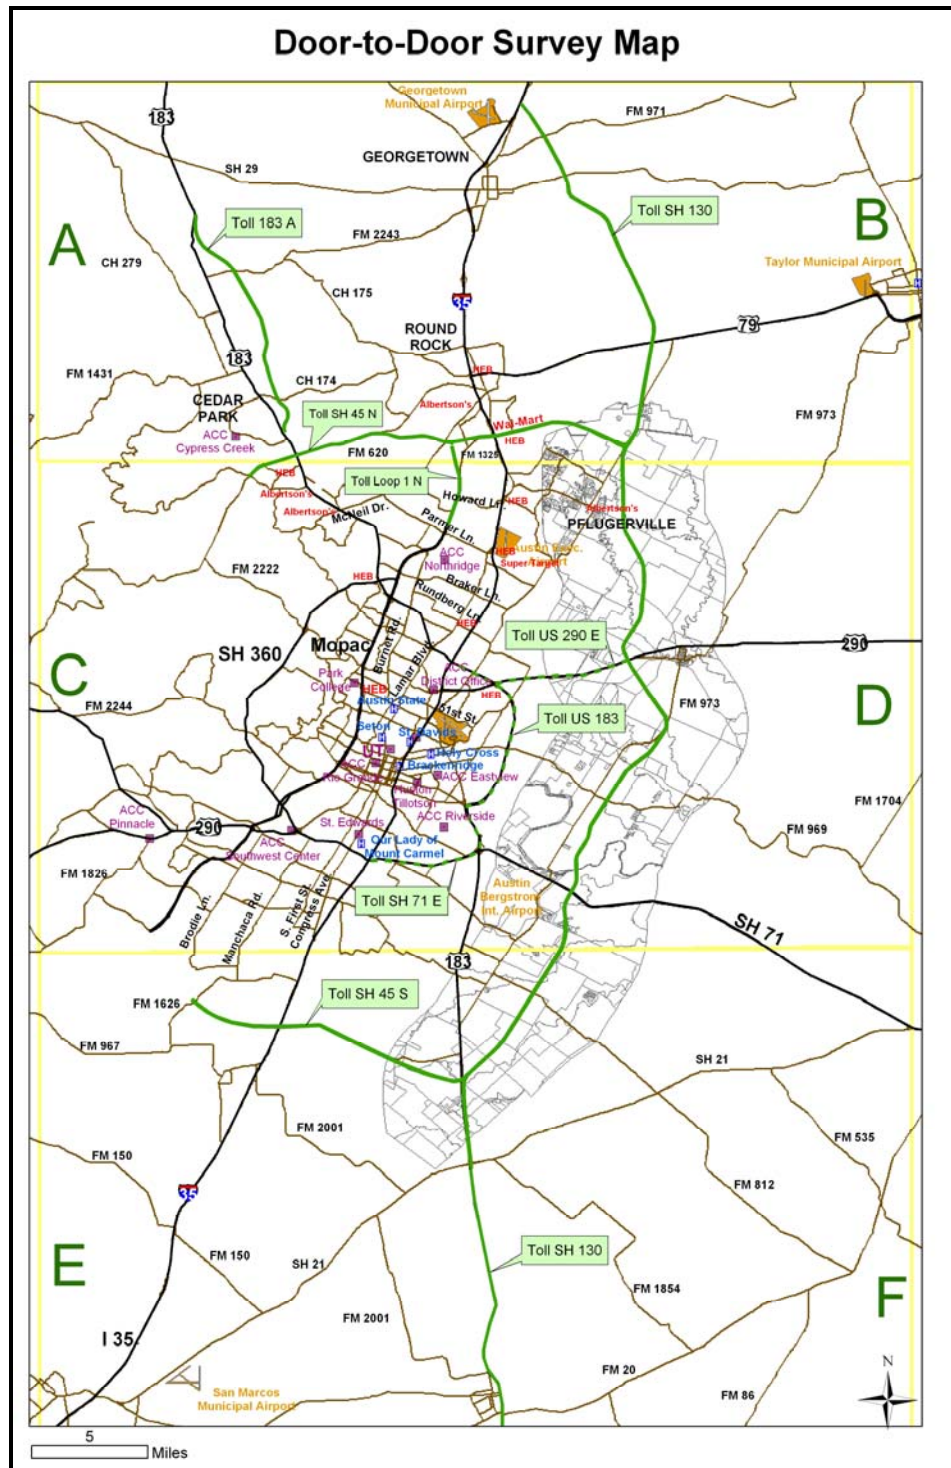 Door-to-Door Survey Map
Georgetown
Municipal Airport
183
FM 971
GEORGETOWN
SH 29
Toll 183 A
Toll SH 130
A
B
FM 2243
CH 279
Taylor Municipal Airport
H
CH 175
35
ROUND
ROCK
79
183
HEB
FM 1431
CH 174
CEDAR
PARK
Albertson's
Toll SH 45 N
FM 973
Wal-Mart
ACC
Cypress Creek
HEB
FM 620
FM 1325
HEB
Toll Loop 1 N
Albertson's
Howard Ln.
HEB
Albertson's
McNeil Dr.
Parmer Ln.
Albertson's
PFLUGERVILLE
ACC
Northridge
HEB
Super Target
FM 2222
HEB
Braker Ln.
Rundberg Ln.
HEB
Toll US 290 E
290
SH 360
Mopac
Burnet Rd.
Lamar Blvd.
C
Park
College
HEB
ACC
District Office
HEB
FM 2244
Austin State
H
51st St.
Toll US 183
FM 973
D
Seton
H
St. Davids
H
UT
H
Holy Cross
Brackenridge
ACC
Rio Grande
ACC Eastview
Huston
Tillotson
ACC
Pinnacle
290
St. Edwards
ACC Riverside
FM 1704
FM 969
H
Our Lady of
Mount Carmel
ACC
Southwest Center
FM 1826
Austin
Bergstrom
Int. Airport
Toll SH 71 E
Brodie Ln.
Manchaca Rd.
S. First St.
Congress Ave.
SH 71
183
Toll SH 45 S
FM 1626
FM 967
SH 21
FM 2001
FM 535
FM 150
FM 812
35
FM 150
SH 21
Toll SH 130
E
F
FM 1854
FM 2001
I 35
FM 20
N
San Marcos
Municipal Airport
FM 86
5
Miles